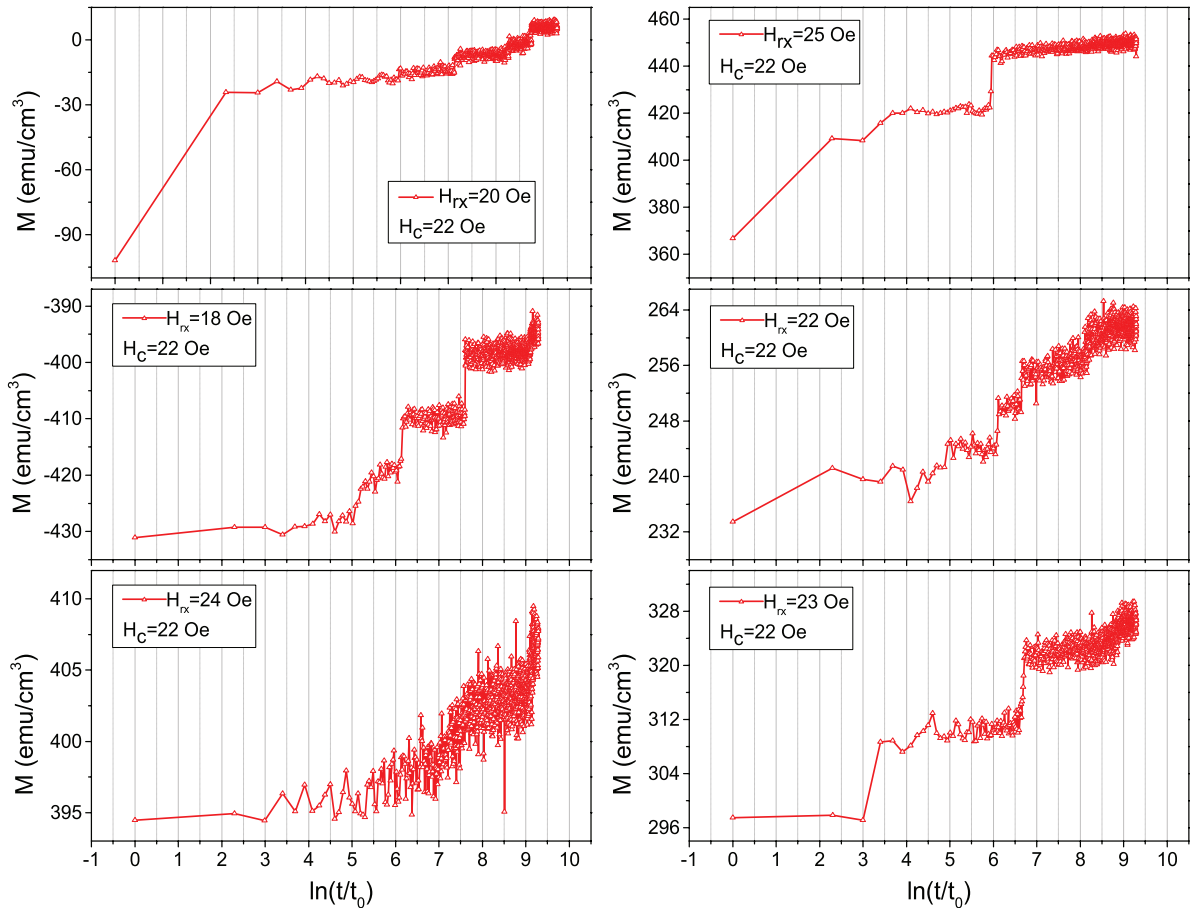 M (emu/cm³)
0
-30
-60
-90
Hrx=20 Oe
Hc=22 Oe
M (emu/cm³)
460
440
420
400
380
360
Hrx=25 Oe
Hc=22 Oe
M (emu/cm³)
-390
-400
-410
-420
-430
Hrx=18 Oe
Hc=22 Oe
M (emu/cm³)
264
256
248
240
232
Hrx=22 Oe
Hc=22 Oe
M (emu/cm³)
410
405
400
395
Hrx=24 Oe
Hc=22 Oe
-1 0 1 2 3 4 5 6 7 8 9 10
ln(t/t₀)
M (emu/cm³)
328
320
312
304
296
Hrx=23 Oe
Hc=22 Oe
-1 0 1 2 3 4 5 6 7 8 9 10
ln(t/t₀)